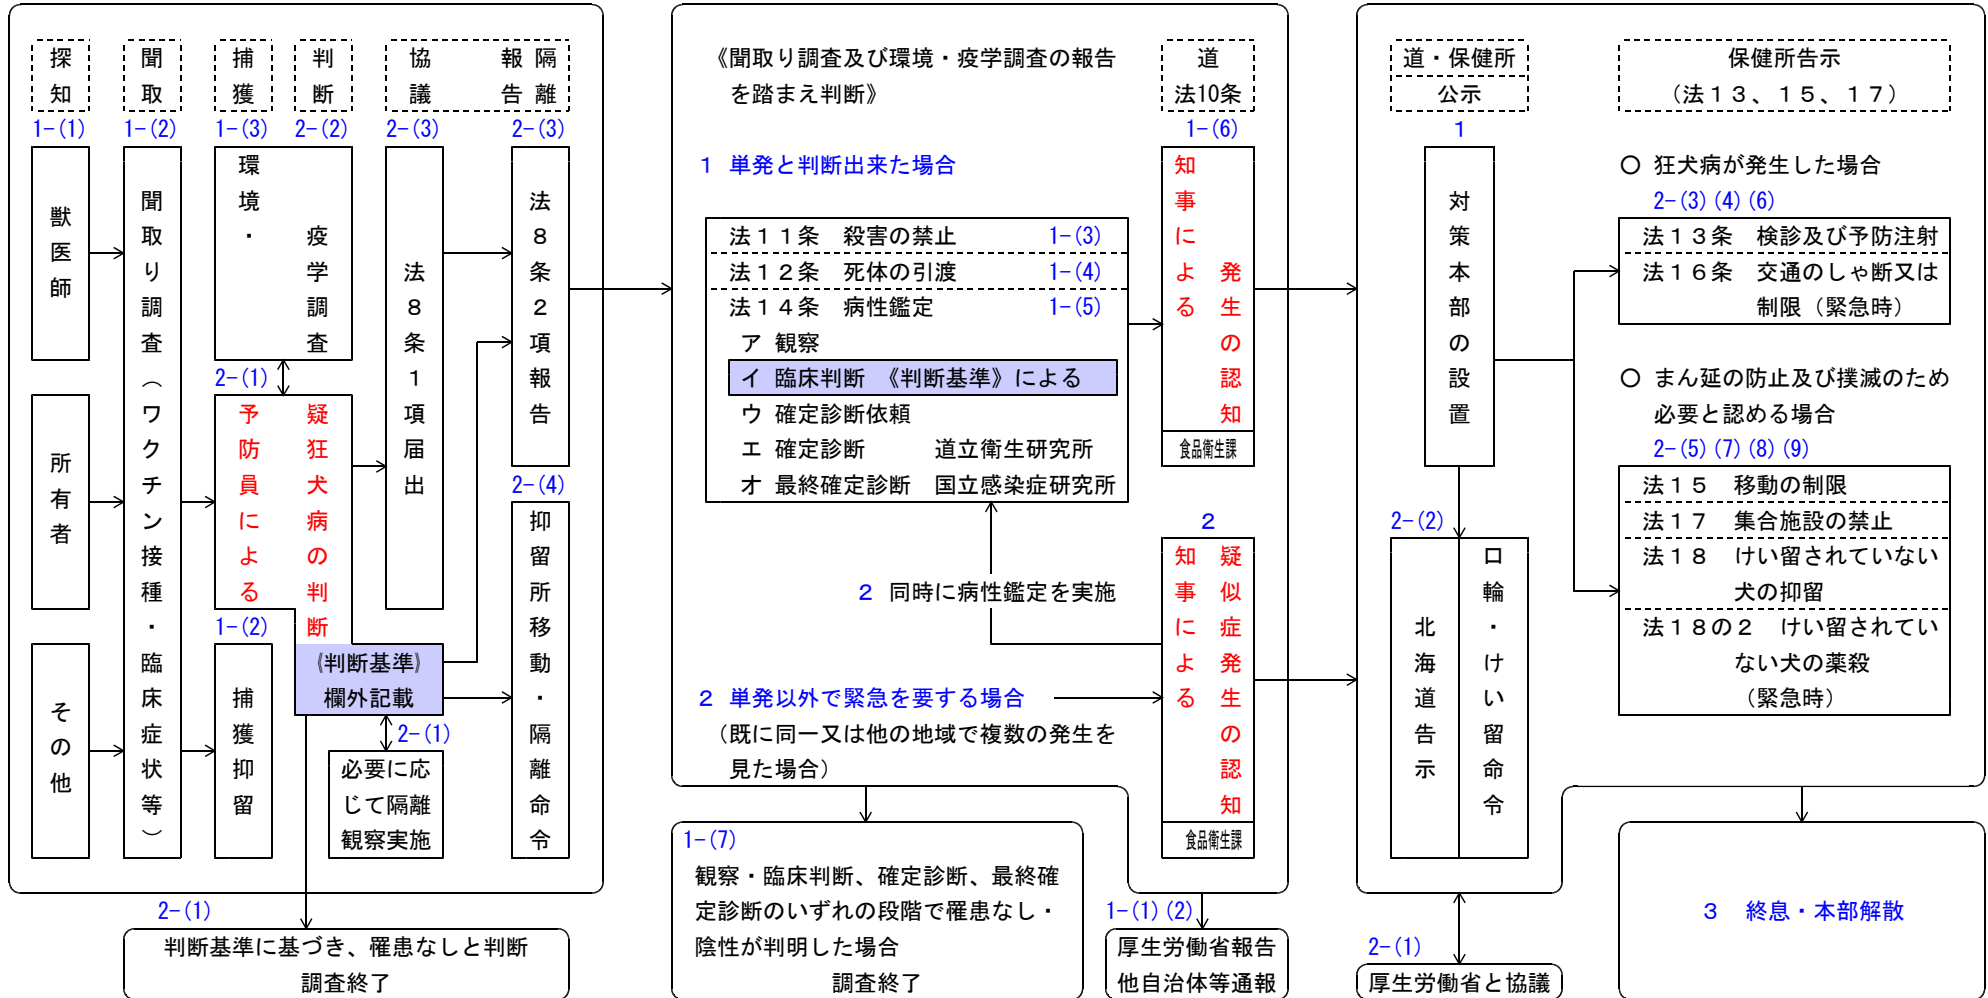 探知
聞取
捕獲
判断
協議
報告
隔離
1-(1)
1-(2)
1-(3)
2-(2)
2-(3)
2-(3)
獣医師
所有者
その他
聞取り調査（ワクチン接種・臨床症状等）
環境・
疫学調査
2-(1)
予防員による
疑狂犬病の判断
《判断基準》
欄外記載
1-(2)
捕獲抑留
2-(1)
必要に応
じて隔離
観察実施
法８条１項届出
法８条２項報告
2-(4)
抑留所移動・隔離命令
2-(1)
判断基準に基づき、罹患なしと判断
調査終了
《聞取り調査及び環境・疫学調査の報告
を踏まえ判断》
道
法10条
1-(6)
1 単発と判断出来た場合
法１１条　殺害の禁止　1-(3)
法１２条　死体の引渡　1-(4)
法１４条　病性鑑定　1-(5)
ア 観察
イ 臨床判断 《判断基準》による
ウ 確定診断依頼
エ 確定診断　道立衛生研究所
オ 最終確定診断　国立感染症研究所
知事による
発生の認知
食品衛生課
2
2 同時に病性鑑定を実施
知事による
疑似症発生の認知
食品衛生課
2 単発以外で緊急を要する場合
（既に同一又は他の地域で複数の発生を
見た場合）
1-(7)
観察・臨床判断、確定診断、最終確
定診断のいずれの段階で罹患なし・
陰性が判明した場合
調査終了
1-(1)(2)
厚生労働省報告
他自治体等通報
道・保健所
公示
1
対策本部の設置
2-(2)
北海道告示
口輪・けい留命令
2-(1)
厚生労働省と協議
保健所告示
（法１３、１５、１７）
○ 狂犬病が発生した場合
2-(3)(4)(6)
法１３条　検診及び予防注射
法１６条　交通のしゃ断又は
制限（緊急時）
○ まん延の防止及び撲滅のため
必要と認める場合
2-(5)(7)(8)(9)
法１５　移動の制限
法１７　集合施設の禁止
法１８　けい留されていない
犬の抑留
法１８の２　けい留されてい
ない犬の薬殺
（緊急時）
3　終息・本部解散